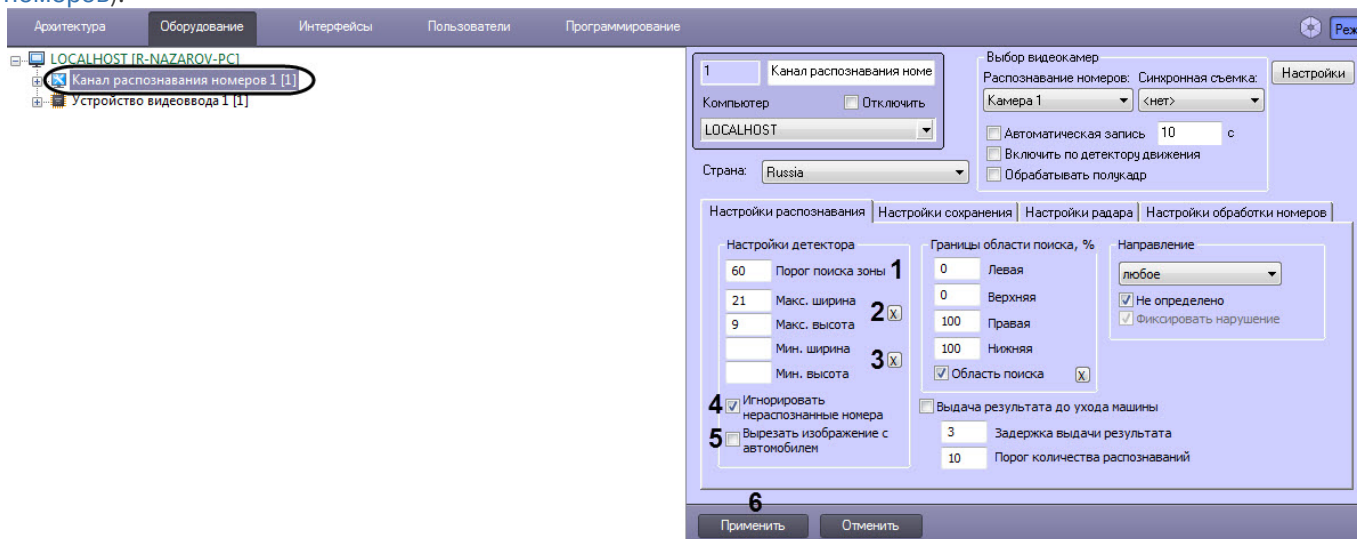 номеров).
Архитектура Оборудование Интерфейсы Пользователи Программирование Реж
LOCALHOST [R-NAZAROV-PC]
Канал распознавания номеров 1 [1]
Устройство видеоввода 1 [1]
1 Канал распознавания номе
Компьютер Отключить
LOCALHOST
Выбор видеокамер
Распознавание номеров: Синхронная съемка:
Камера 1 <нет>
Настройки
Автоматическая запись 10 с
Включить по детектору движения
Обрабатывать полукадр
Страна: Russia
Настройки распознавания Настройки сохранения Настройки радара Настройки обработки номеров
Настройки детектора
60 Порог поиска зоны 1
21 Макс. ширина
9 Макс. высота
2 X
Мин. ширина
Мин. высота
3 X
4 Игнорировать
нераспознанные номера
5 Вырезать изображение с
автомобилем
Границы области поиска, %
0 Левая
0 Верхняя
100 Правая
100 Нижняя
Область поиска X
Направление
любое
Не определено
Фиксировать нарушение
Выдача результата до ухода машины
3 Задержка выдачи результата
10 Порог количества распознаваний
6
Применить Отменить